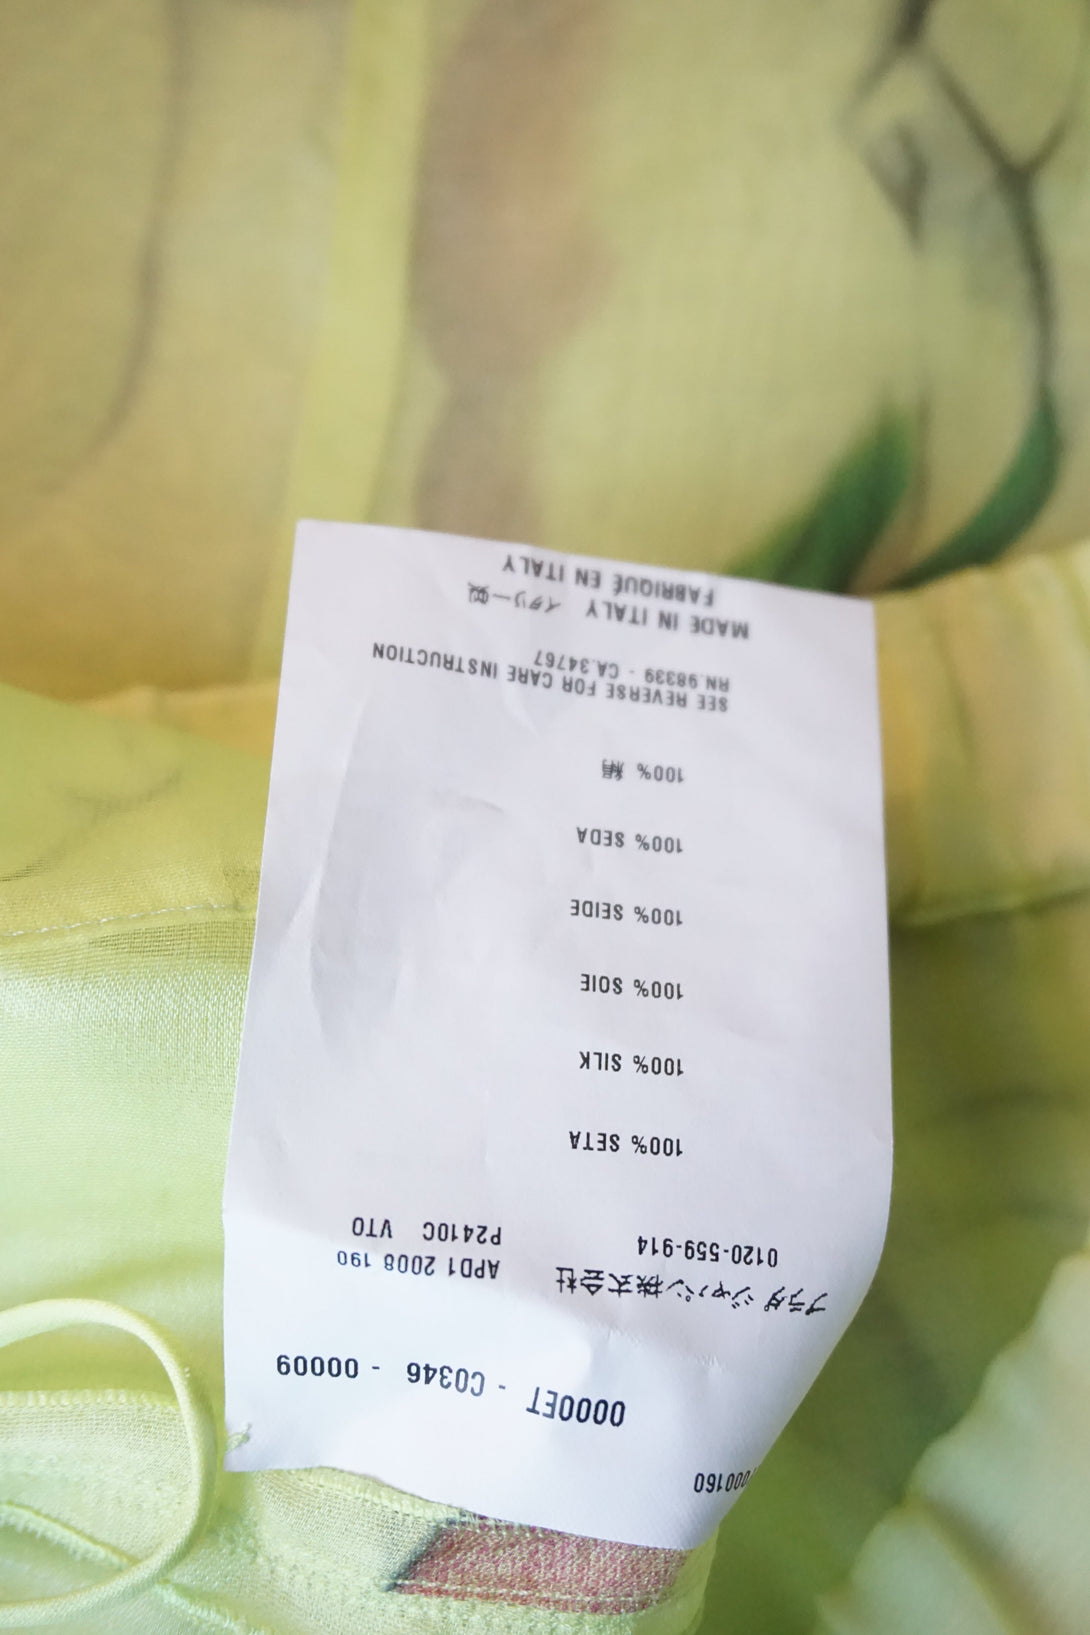 000160
0000ET - C0346 - 00009
プラダ ジャパン株式会社 APD1 2008 190
0120-559-914 P2410C VTO
100% SETA
100% SILK
100% SOIE
100% SEIDE
100% SEDA
100% 絹
SEE REVERSE FOR CARE INSTRUCTION
RN.98339 - CA.34767
MADE IN ITALY イタリー製
FABRIQUÉ EN ITALY